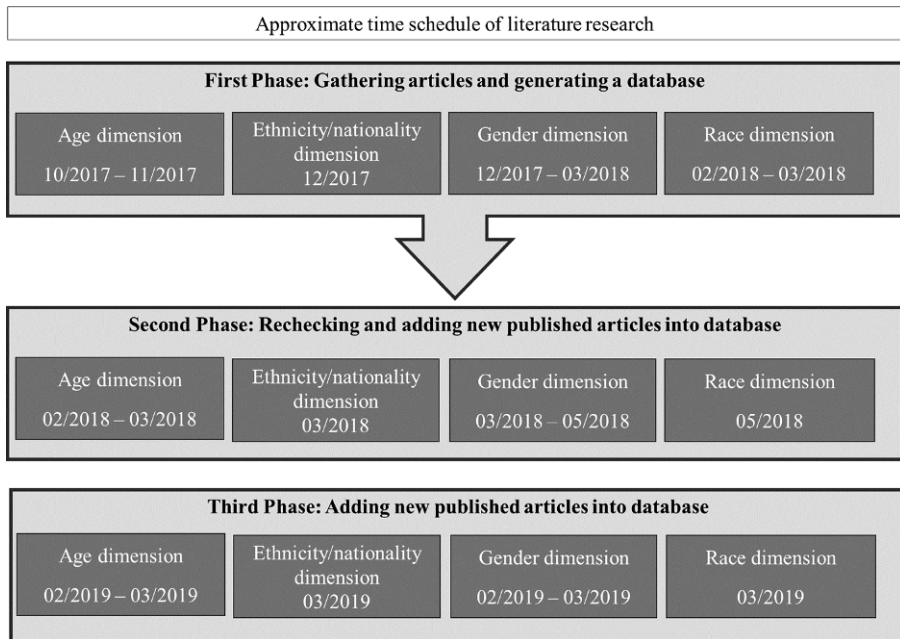 Approximate time schedule of literature research
First Phase: Gathering articles and generating a database
Age dimension
10/2017 – 11/2017
Ethnicity/nationality
dimension
12/2017
Gender dimension
12/2017 – 03/2018
Race dimension
02/2018 – 03/2018
Second Phase: Rechecking and adding new published articles into database
Age dimension
02/2018 – 03/2018
Ethnicity/nationality
dimension
03/2018
Gender dimension
03/2018 – 05/2018
Race dimension
05/2018
Third Phase: Adding new published articles into database
Age dimension
02/2019 – 03/2019
Ethnicity/nationality
dimension
03/2019
Gender dimension
02/2019 – 03/2019
Race dimension
03/2019